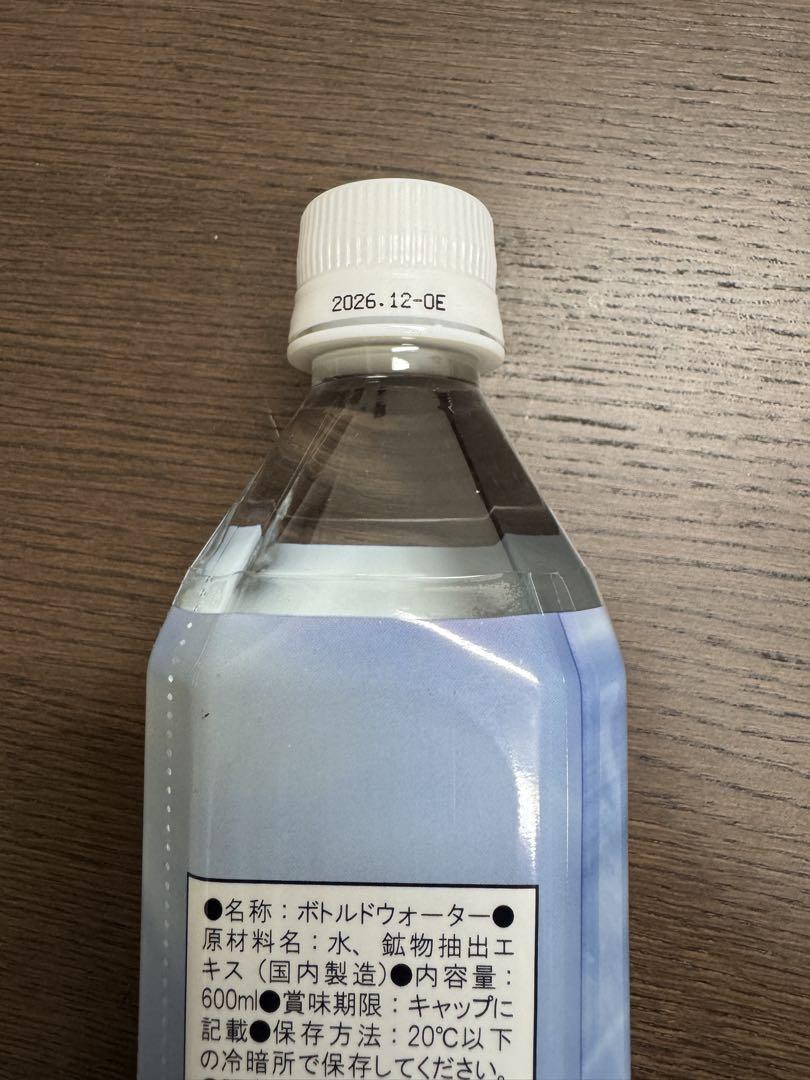 2026.12-OE
●名称：ボトルドウォーター●
原材料名：水、鉱物抽出エ
キス（国内製造）●内容量：
600ml●賞味期限：キャップに
記載●保存方法：20℃以下
の冷暗所で保存してください。